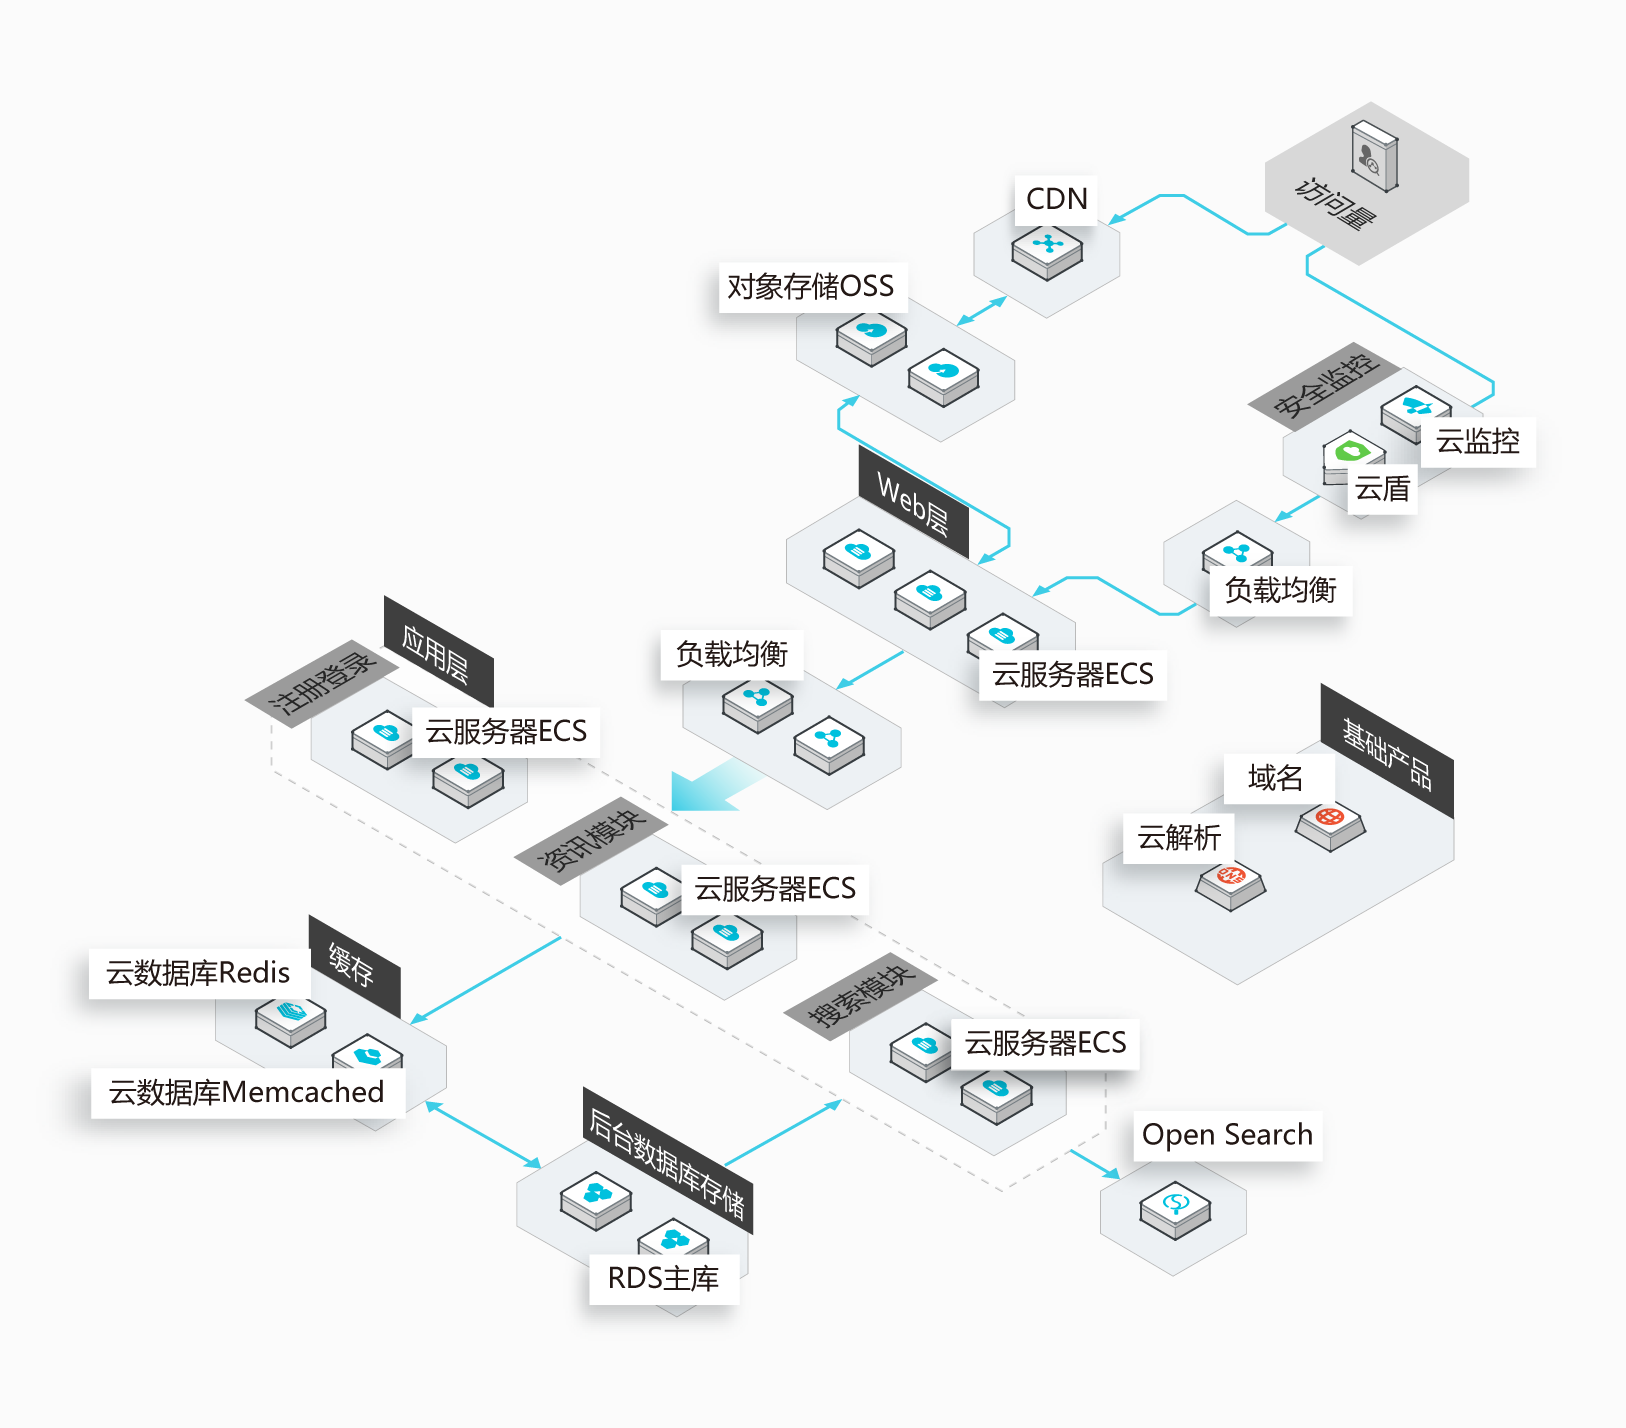 访问量
CDN
对象存储OSS
安全监控
云监控
云盾
Web层
负载均衡
云服务器ECS
负载均衡
应用层
注册登录
云服务器ECS
基础产品
域名
云解析
资讯模块
云服务器ECS
缓存
云数据库Redis
云数据库Memcached
搜索模块
云服务器ECS
后台数据库存储
RDS主库
Open Search
DNS